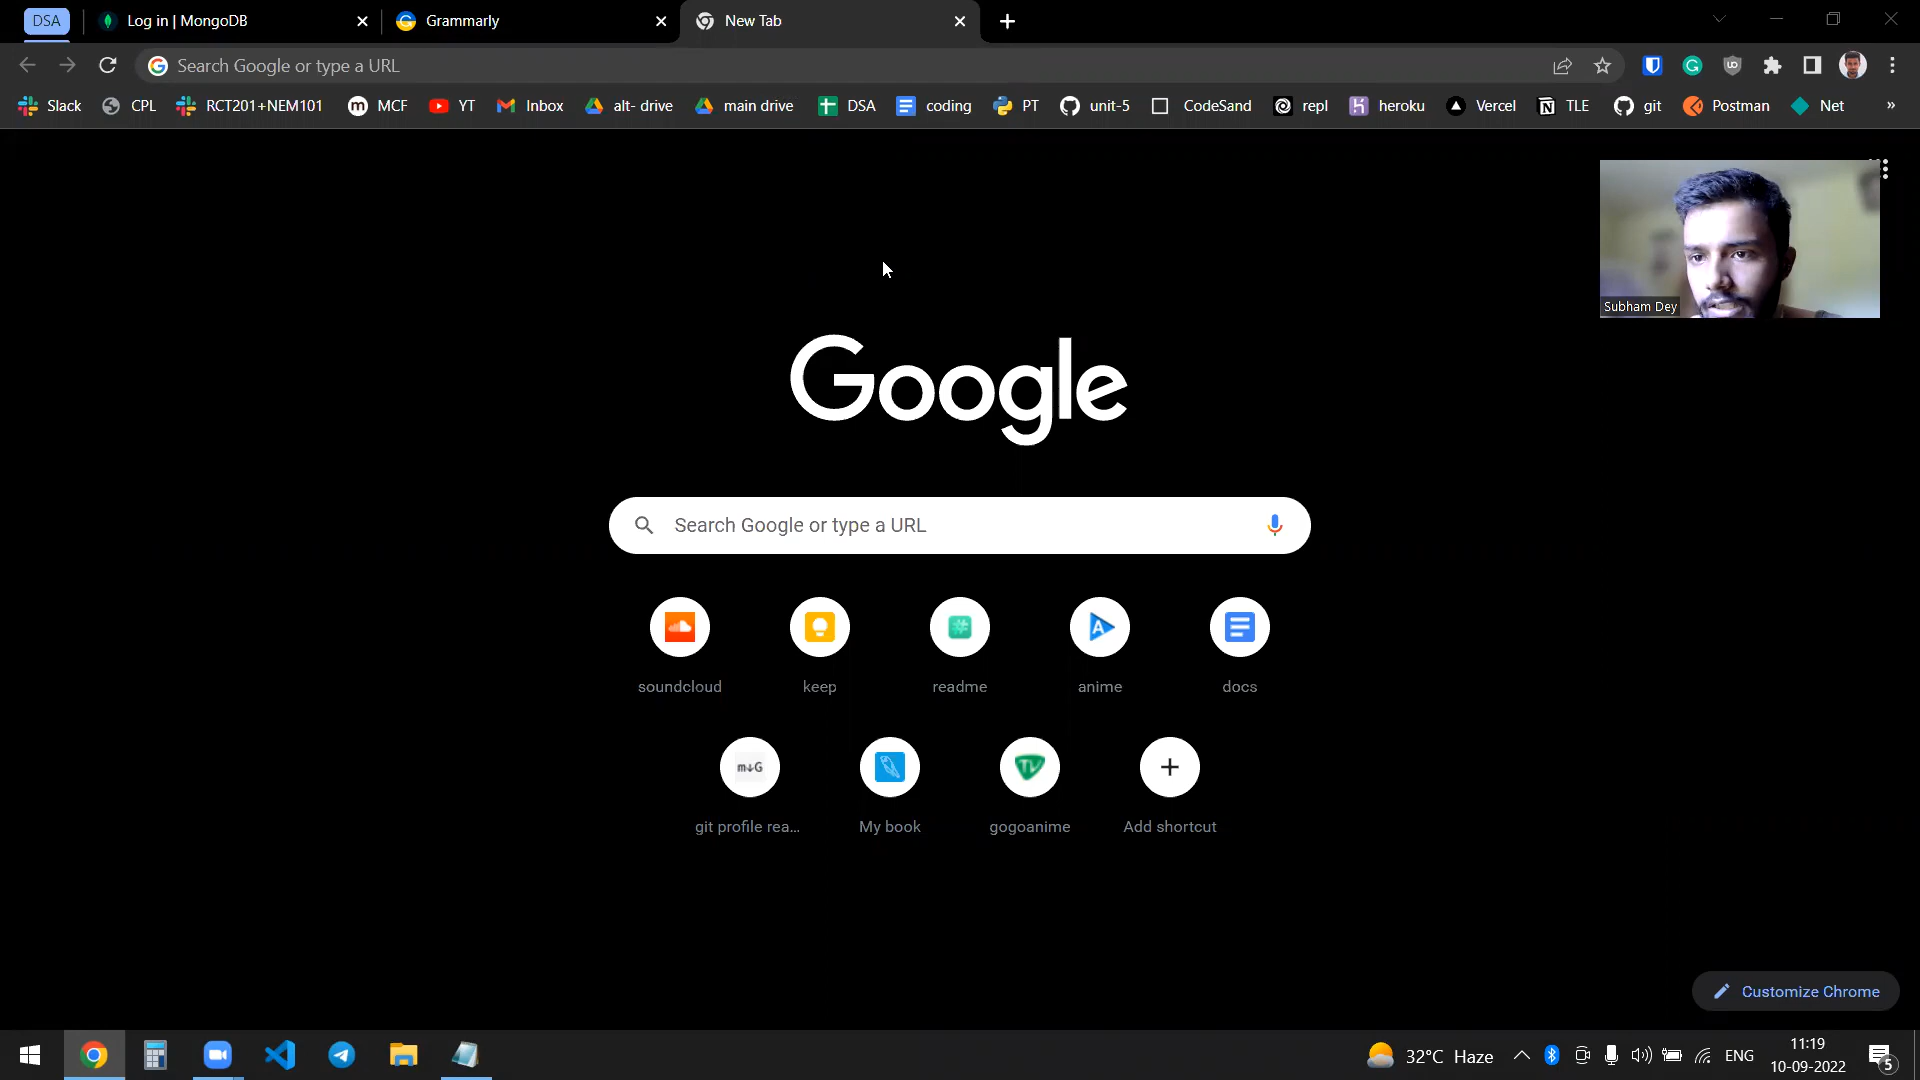 DSA
Log in | MongoDB
Grammarly
New Tab
Search Google or type a URL
Slack
CPL
RCT201+NEM101
MCF
YT
Inbox
alt- drive
main drive
DSA
coding
PT
unit-5
CodeSand
repl
heroku
Vercel
TLE
git
Postman
Net
»
Subham Dey
Google
Search Google or type a URL
soundcloud
keep
readme
anime
docs
git profile rea...
My book
gogoanime
Add shortcut
Customize Chrome
32°C Haze
ENG
11:19
10-09-2022
5